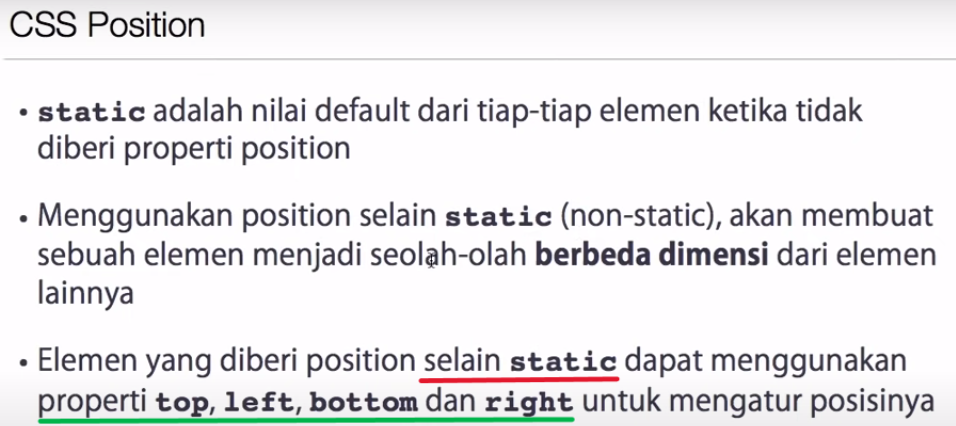 CSS Position
• static adalah nilai default dari tiap-tiap elemen ketika tidak
diberi properti position
• Menggunakan position selain static (non-static), akan membuat
sebuah elemen menjadi seolah-olah berbeda dimensi dari elemen
lainnya
• Elemen yang diberi position selain static dapat menggunakan
properti top, left, bottom dan right untuk mengatur posisinya